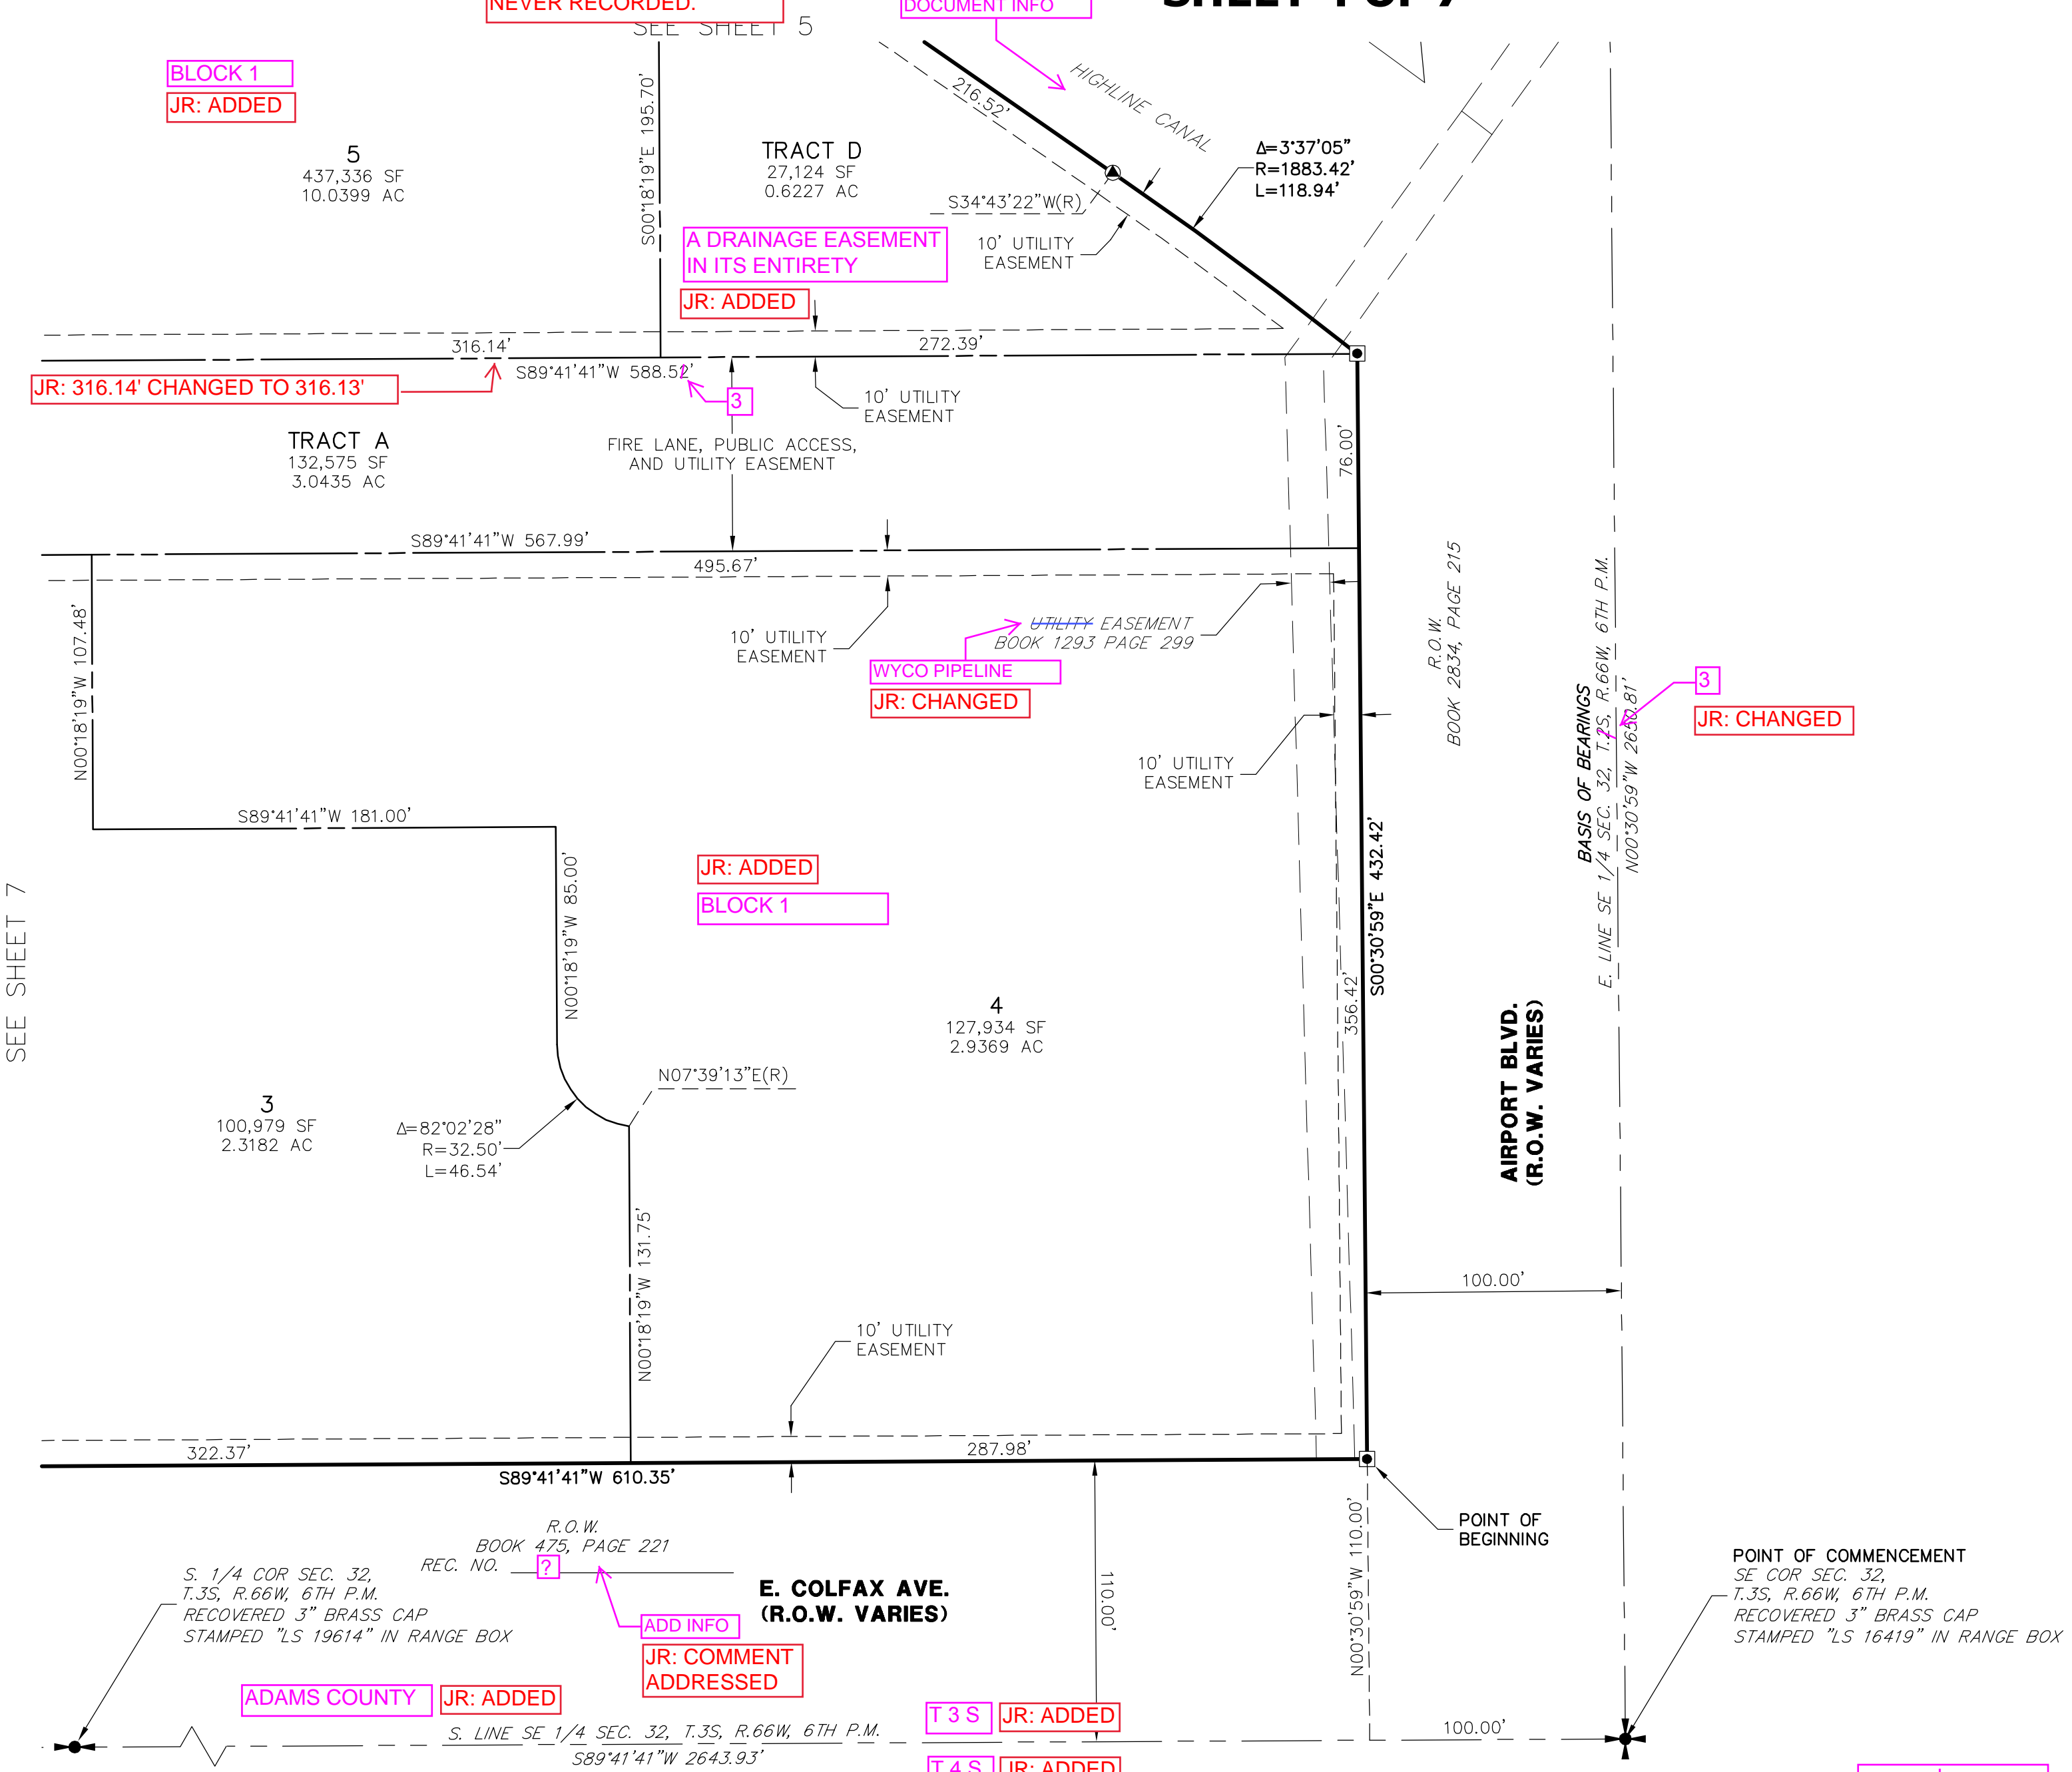 NEVER RECORDED.
DOCUMENT INFO
SEE SHEET 5
BLOCK 1
JR: ADDED
5
437,336 SF
10.0399 AC
S00°18'19"E 195.70'
TRACT D
27,124 SF
0.6227 AC
216.52'
HIGHLINE CANAL
Δ=3°37'05"
R=1883.42'
L=118.94'
S34°43'22"W(R)
10' UTILITY
EASEMENT
A DRAINAGE EASEMENT
IN ITS ENTIRETY
JR: ADDED
316.14'
272.39'
S89°41'41"W 588.52'
3
JR: 316.14' CHANGED TO 316.13'
10' UTILITY
EASEMENT
TRACT A
132,575 SF
3.0435 AC
FIRE LANE, PUBLIC ACCESS,
AND UTILITY EASEMENT
76.00'
S89°41'41"W 567.99'
495.67'
N00°18'19"W 107.48'
10' UTILITY
EASEMENT
UTILITY EASEMENT
BOOK 1293 PAGE 299
WYCO PIPELINE
JR: CHANGED
R.O.W.
BOOK 2834, PAGE 215
BASIS OF BEARINGS
E. LINE SE 1/4 SEC. 32, T.2S, R.66W, 6TH P.M.
N00°30'59"W 2650.81'
3
JR: CHANGED
10' UTILITY
EASEMENT
S89°41'41"W 181.00'
N00°18'19"W 85.00'
JR: ADDED
BLOCK 1
S00°30'59"E 432.42'
356.42'
SEE SHEET 7
4
127,934 SF
2.9369 AC
AIRPORT BLVD.
(R.O.W. VARIES)
N07°39'13"E(R)
3
100,979 SF
2.3182 AC
Δ=82°02'28"
R=32.50'
L=46.54'
N00°18'19"W 131.75'
100.00'
10' UTILITY
EASEMENT
322.37'
287.98'
S89°41'41"W 610.35'
POINT OF
BEGINNING
R.O.W.
BOOK 475, PAGE 221
REC. NO.
?
ADD INFO
JR: COMMENT
ADDRESSED
E. COLFAX AVE.
(R.O.W. VARIES)
110.00'
N00°30'59"W 110.00'
S. 1/4 COR SEC. 32,
T.3S, R.66W, 6TH P.M.
RECOVERED 3" BRASS CAP
STAMPED "LS 19614" IN RANGE BOX
POINT OF COMMENCEMENT
SE COR SEC. 32,
T.3S, R.66W, 6TH P.M.
RECOVERED 3" BRASS CAP
STAMPED "LS 16419" IN RANGE BOX
ADAMS COUNTY
JR: ADDED
T 3 S
JR: ADDED
S. LINE SE 1/4 SEC. 32, T.3S, R.66W, 6TH P.M.
S89°41'41"W 2643.93'
100.00'
T 4 S
JR: ADDED